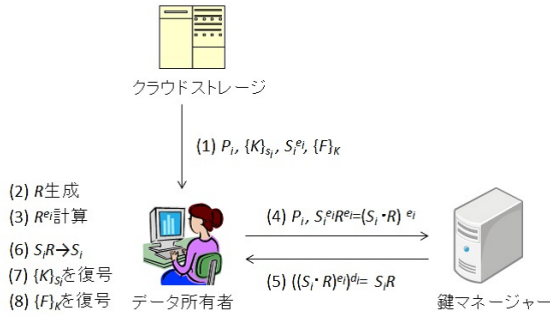 クラウドストレージ
(1) Pᵢ, {K}ₛᵢ, Sᵢᵉⁱ, {F}ₖ
(2) R生成
(3) Rᵉⁱ計算
(4) Pᵢ, SᵢᵉⁱRᵉⁱ=(Sᵢ・R) ᵉⁱ
(6) SᵢR→Sᵢ
(7) {K}ₛᵢを復号
(5) ((Sᵢ・R)ᵉⁱ)ᵈⁱ= SᵢR
(8) {F}ₖを復号
データ所有者
鍵マネージャー